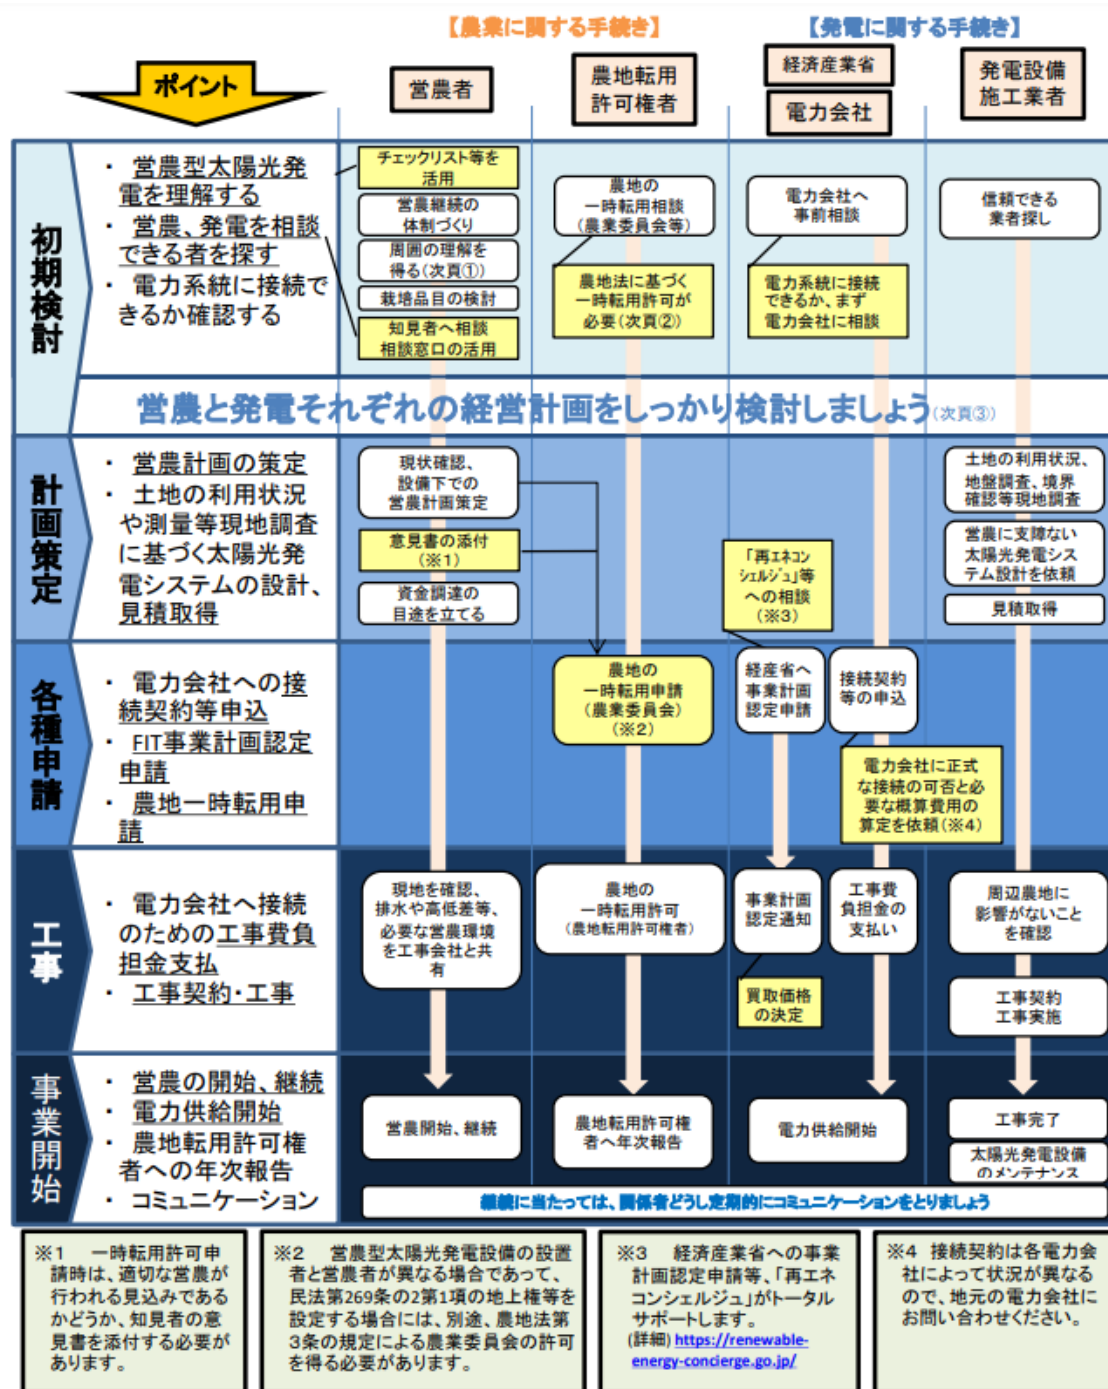 【農業に関する手続き】
【発電に関する手続き】
ポイント
営農者
農地転用
許可権者
経済産業省
電力会社
発電設備
施工業者
初期検討
・ 営農型太陽光発
電を理解する
・ 営農、発電を相談
できる者を探す
・ 電力系統に接続で
きるか確認する
チェックリスト等を
活用
営農継続の
体制づくり
周囲の理解を
得る(次頁①)
栽培品目の検討
知見者へ相談
相談窓口の活用
農地の
一時転用相談
(農業委員会等)
農地法に基づく
一時転用許可が
必要(次頁②)
電力会社へ
事前相談
電力系統に接続
できるか、まず
電力会社に相談
信頼できる
業者探し
営農と発電それぞれの経営計画をしっかり検討しましょう(次頁③)
計画策定
・ 営農計画の策定
・ 土地の利用状況
や測量等現地調査
に基づく太陽光発
電システムの設計、
見積取得
現状確認、
設備下での
営農計画策定
意見書の添付
(※1)
資金調達の
目途を立てる
「再エネコン
シェルジュ」等
への相談
(※3)
土地の利用状況、
地盤調査、境界
確認等現地調査
営農に支障ない
太陽光発電シス
テム設計を依頼
見積取得
各種申請
・ 電力会社への接
続契約等申込
・ FIT事業計画認定
申請
・ 農地一時転用申
請
農地の
一時転用申請
(農業委員会)
(※2)
経産省へ
事業計画
認定申請
接続契約
等の申込
電力会社に正式
な接続の可否と必
要な概算費用の
算定を依頼(※4)
工事
・ 電力会社へ接続
のための工事費負
担金支払
・ 工事契約・工事
現地を確認、
排水や高低差等、
必要な営農環境
を工事会社と共
有
農地の
一時転用許可
(農地転用許可権者)
事業計画
認定通知
買取価格
の決定
工事費
負担金の
支払い
周辺農地に
影響がないこと
を確認
工事契約
工事実施
事業開始
・ 営農の開始、継続
・ 電力供給開始
・ 農地転用許可権
者への年次報告
・ コミュニケーション
営農開始、継続
農地転用許可権
者へ年次報告
電力供給開始
工事完了
太陽光発電設備
のメンテナンス
継続に当たっては、関係者どうし定期的にコミュニケーションをとりましょう
※1 一時転用許可申
請時は、適切な営農が
行われる見込みである
かどうか、知見者の意
見書を添付する必要が
あります。
※2 営農型太陽光発電設備の設置
者と営農者が異なる場合であって、
民法第269条の2第1項の地上権等を
設定する場合には、別途、農地法第
3条の規定による農業委員会の許可
を得る必要があります。
※3 経済産業省への事業
計画認定申請等、「再エネ
コンシェルジュ」がトータル
サポートします。
(詳細) https://renewable-
energy-concierge.go.jp/
※4 接続契約は各電力会
社によって状況が異なる
ので、地元の電力会社に
お問い合わせください。